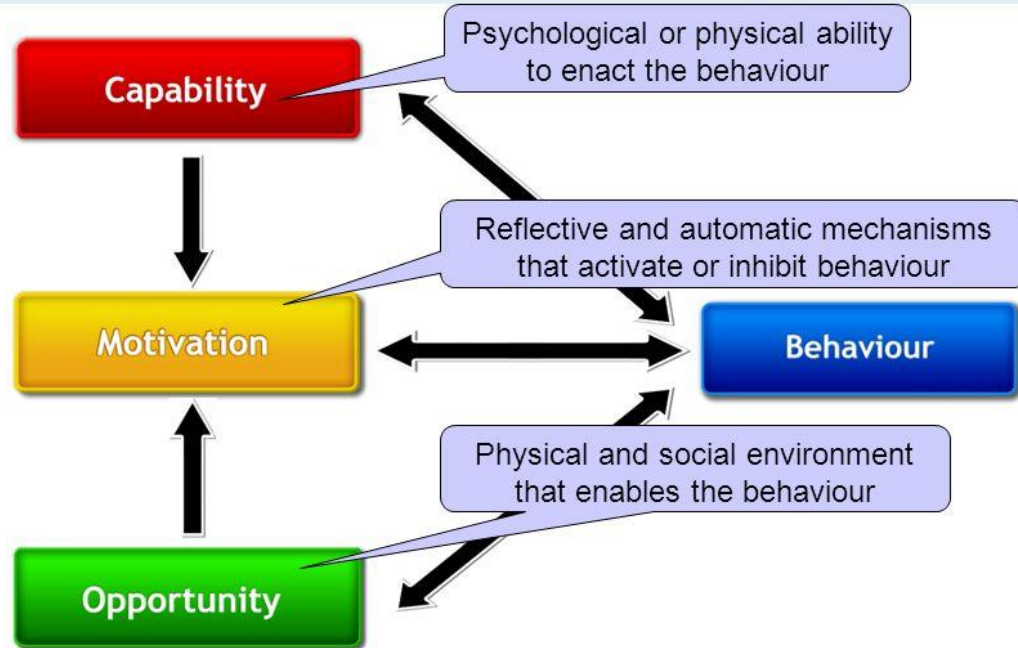 Psychological or physical ability
to enact the behaviour
Capability
Reflective and automatic mechanisms
that activate or inhibit behaviour
Motivation
Behaviour
Physical and social environment
that enables the behaviour
Opportunity